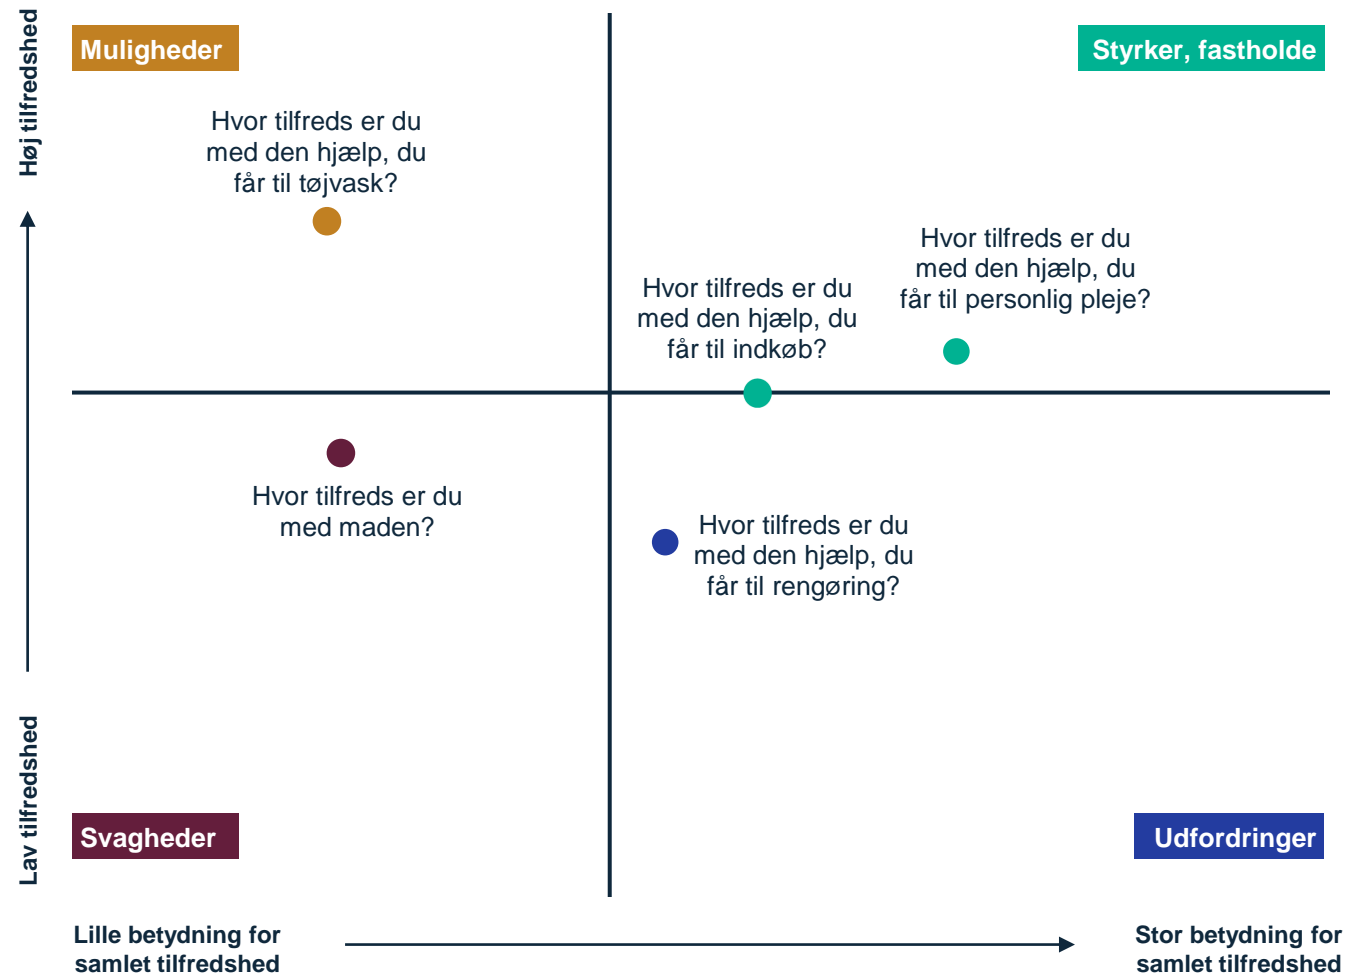 Høj tilfredshed
Muligheder
Styrker, fastholde
Hvor tilfreds er du
med den hjælp, du
får til tøjvask?
Hvor tilfreds er du
med den hjælp, du
får til personlig pleje?
Hvor tilfreds er du
med den hjælp, du
får til indkøb?
Hvor tilfreds er du
med maden?
Hvor tilfreds er du
med den hjælp, du
får til rengøring?
Lav tilfredshed
Svagheder
Udfordringer
Lille betydning for
samlet tilfredshed
Stor betydning for
samlet tilfredshed